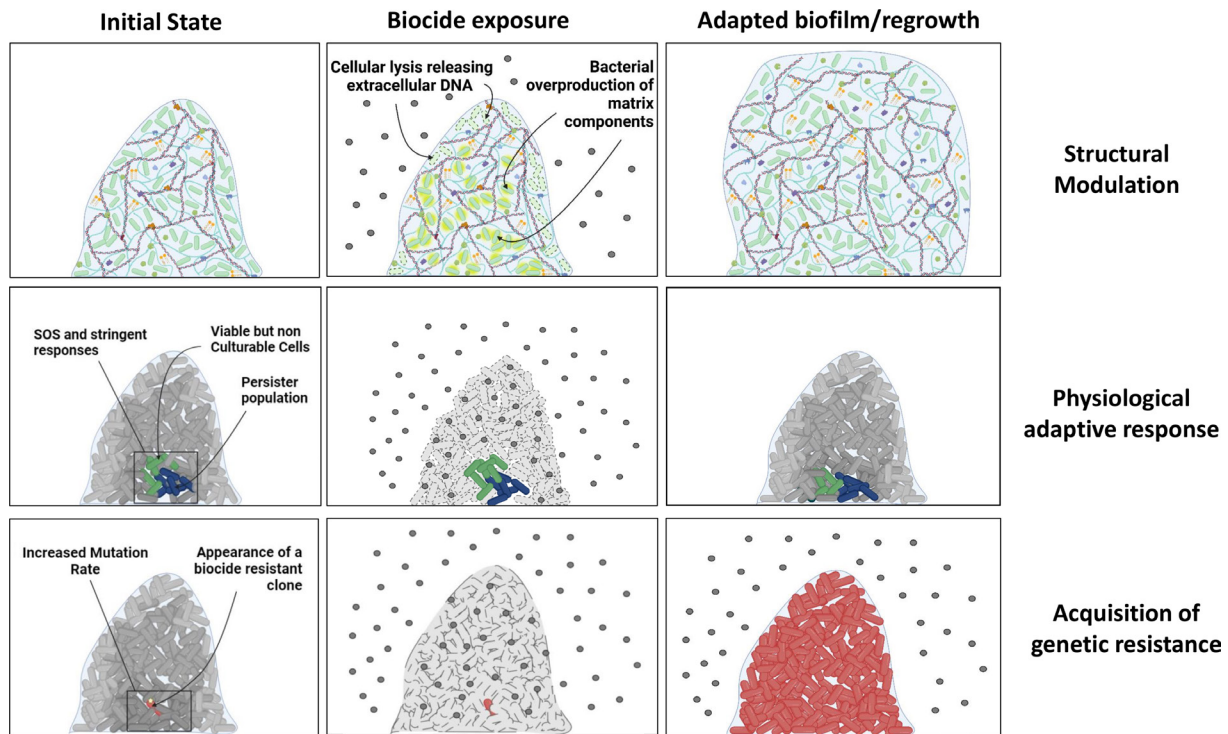 Initial State
Biocide exposure
Adapted biofilm/regrowth
Cellular lysis releasing
extracellular DNA
Bacterial
overproduction of
matrix
components
Structural
Modulation
SOS and stringent
responses
Viable but non
Culturable Cells
Persister
population
Physiological
adaptive response
Increased Mutation
Rate
Appearance of a
biocide resistant
clone
Acquisition of
genetic resistance